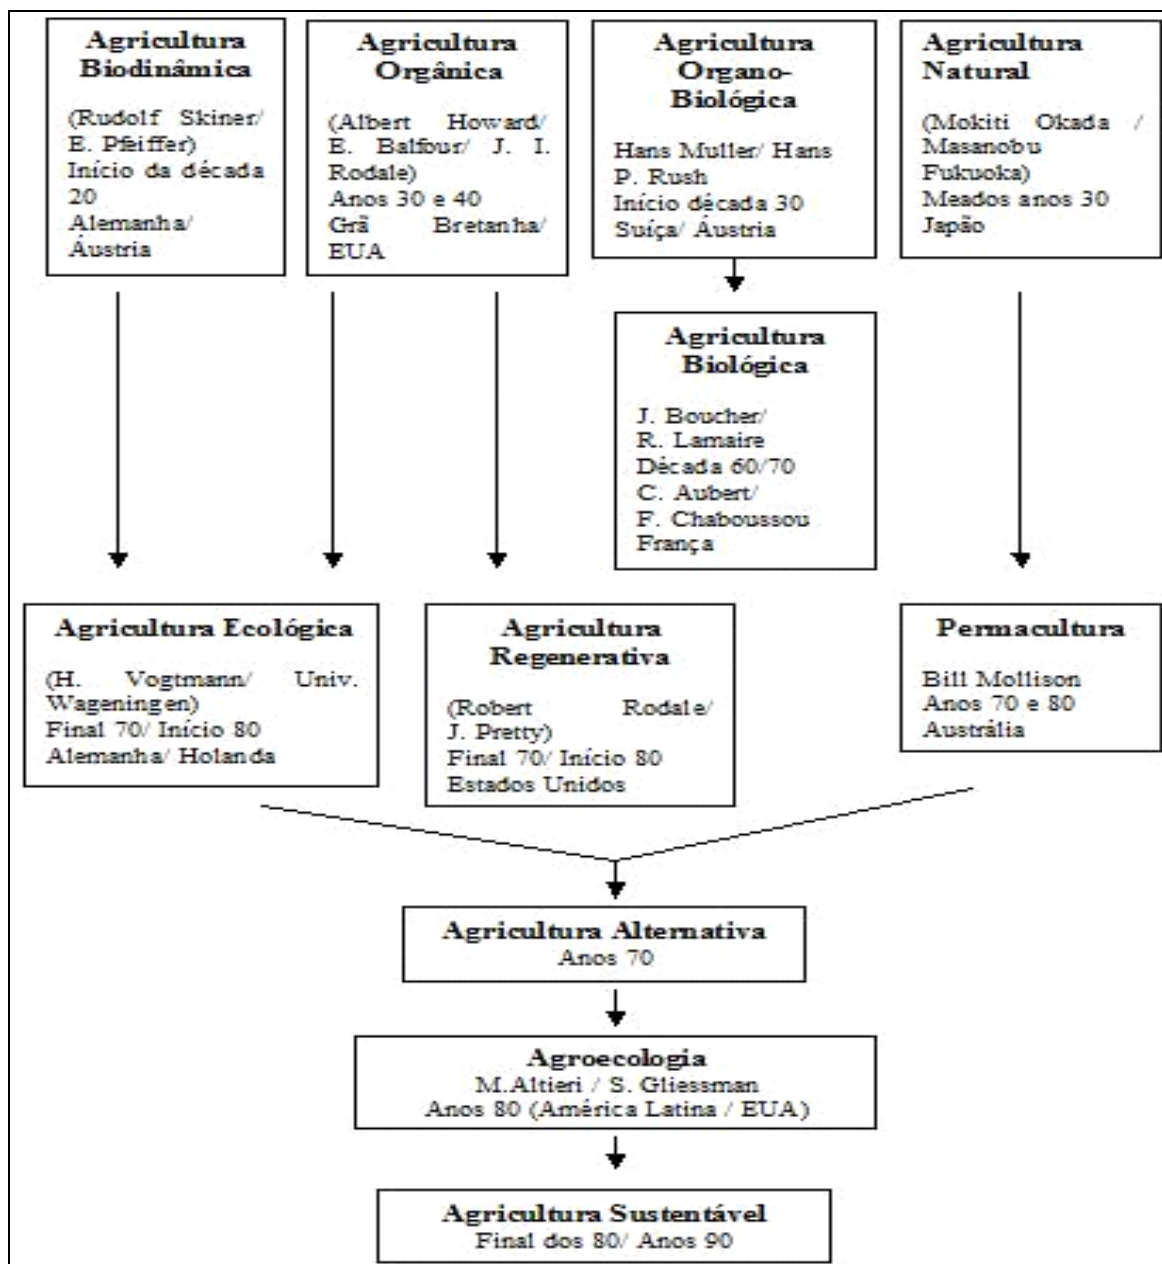 Agricultura
Biodinâmica
(Rudolf Skiner/
E. Pfeiffer)
Início da década
20
Alemanha/
Áustria
Agricultura
Orgânica
(Albert Howard/
E. Balfour/ J. I.
Rodale)
Anos 30 e 40
Grã Bretanha/
EUA
Agricultura
Organo-
Biológica
Hans Muller/ Hans
P. Rush
Início década 30
Suíça/ Áustria
Agricultura
Natural
(Mokiti Okada /
Masanobu
Fukuoka)
Meados anos 30
Japão
Agricultura
Biológica
J. Boucher/
R. Lamaire
Década 60/70
C. Aubert/
F. Chaboussou
França
Agricultura Ecológica
(H. Vogtmann/ Univ.
Wageningen)
Final 70/ Início 80
Alemanha/ Holanda
Agricultura
Regenerativa
(Robert Rodale/
J. Pretty)
Final 70/ Início 80
Estados Unidos
Permacultura
Bill Mollison
Anos 70 e 80
Austrália
Agricultura Alternativa
Anos 70
Agroecologia
M.Altieri / S. Gliessman
Anos 80 (América Latina / EUA)
Agricultura Sustentável
Final dos 80/ Anos 90